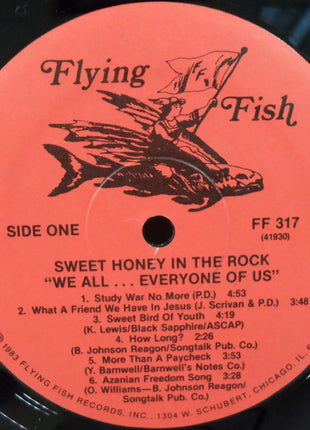 Flying
Fish
SIDE ONE
FF 317
(41930)
SWEET HONEY IN THE ROCK
"WE ALL . . . EVERYONE OF US"
1. Study War No More (P.D.) 4:53
2. What A Friend We Have In Jesus (J. Scrivan & P.D.) 3:48
3. Sweet Bird Of Youth 4:19
(K. Lewis/Black Sapphire/ASCAP)
4. How Long? 2:26
(B. Johnson Reagon/Songtalk Pub. Co.)
5. More Than A Paycheck 3:54
(Y. Barnwell/Barnwell's Notes Co.)
6. Azanian Freedom Song 3:38
(O. Williams—B. Johnson Reagon/
Songtalk Pub. Co.)
1983 FLYING FISH RECORDS, INC., 1304 W. SCHUBERT, CHICAGO, IL